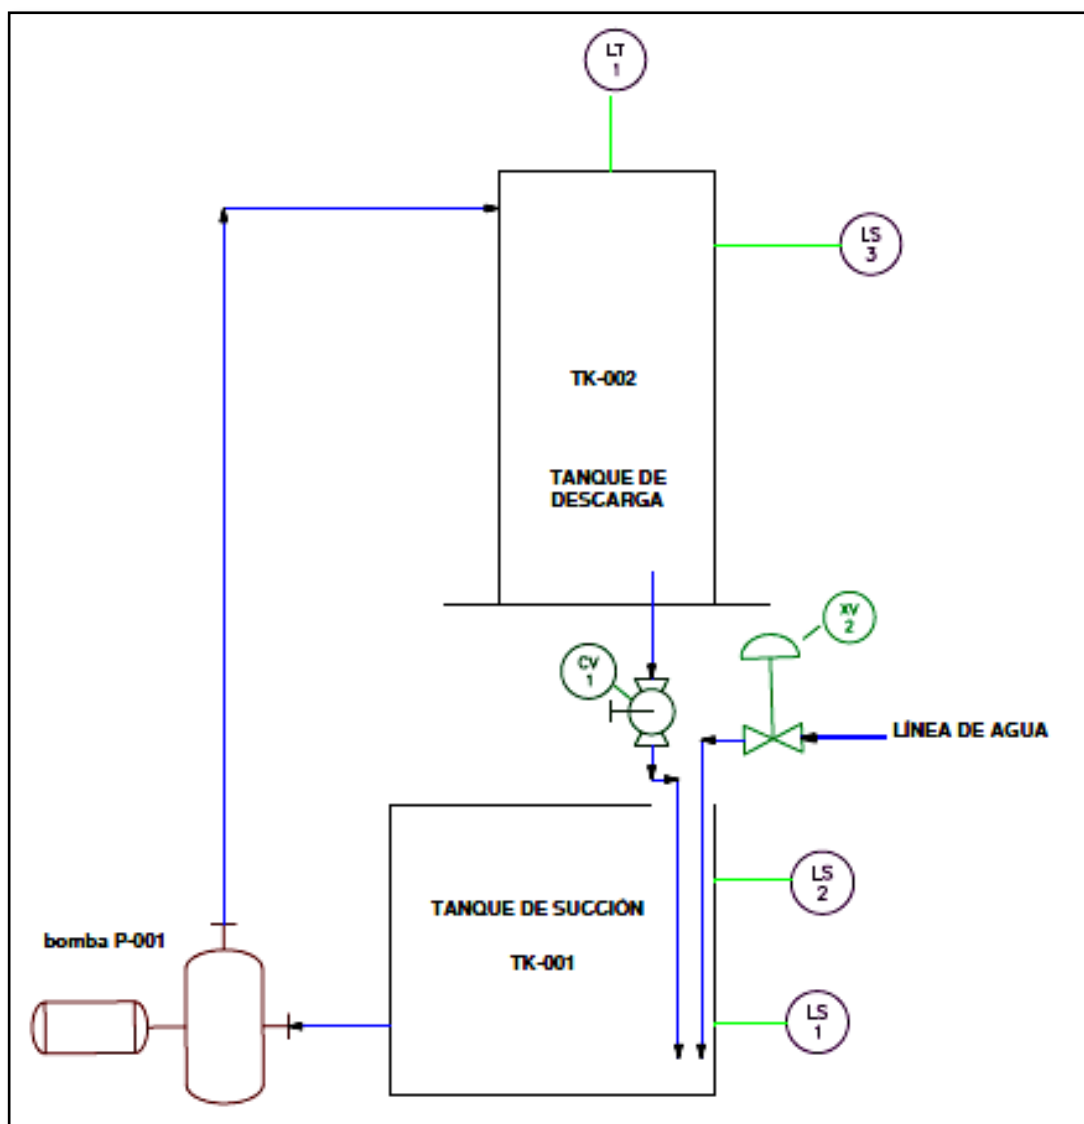 LT
1
LS
3
TK-002
TANQUE DE
DESCARGA
XV
2
CV
1
LÍNEA DE AGUA
LS
2
TANQUE DE SUCCIÓN
bomba P-001
TK-001
LS
1